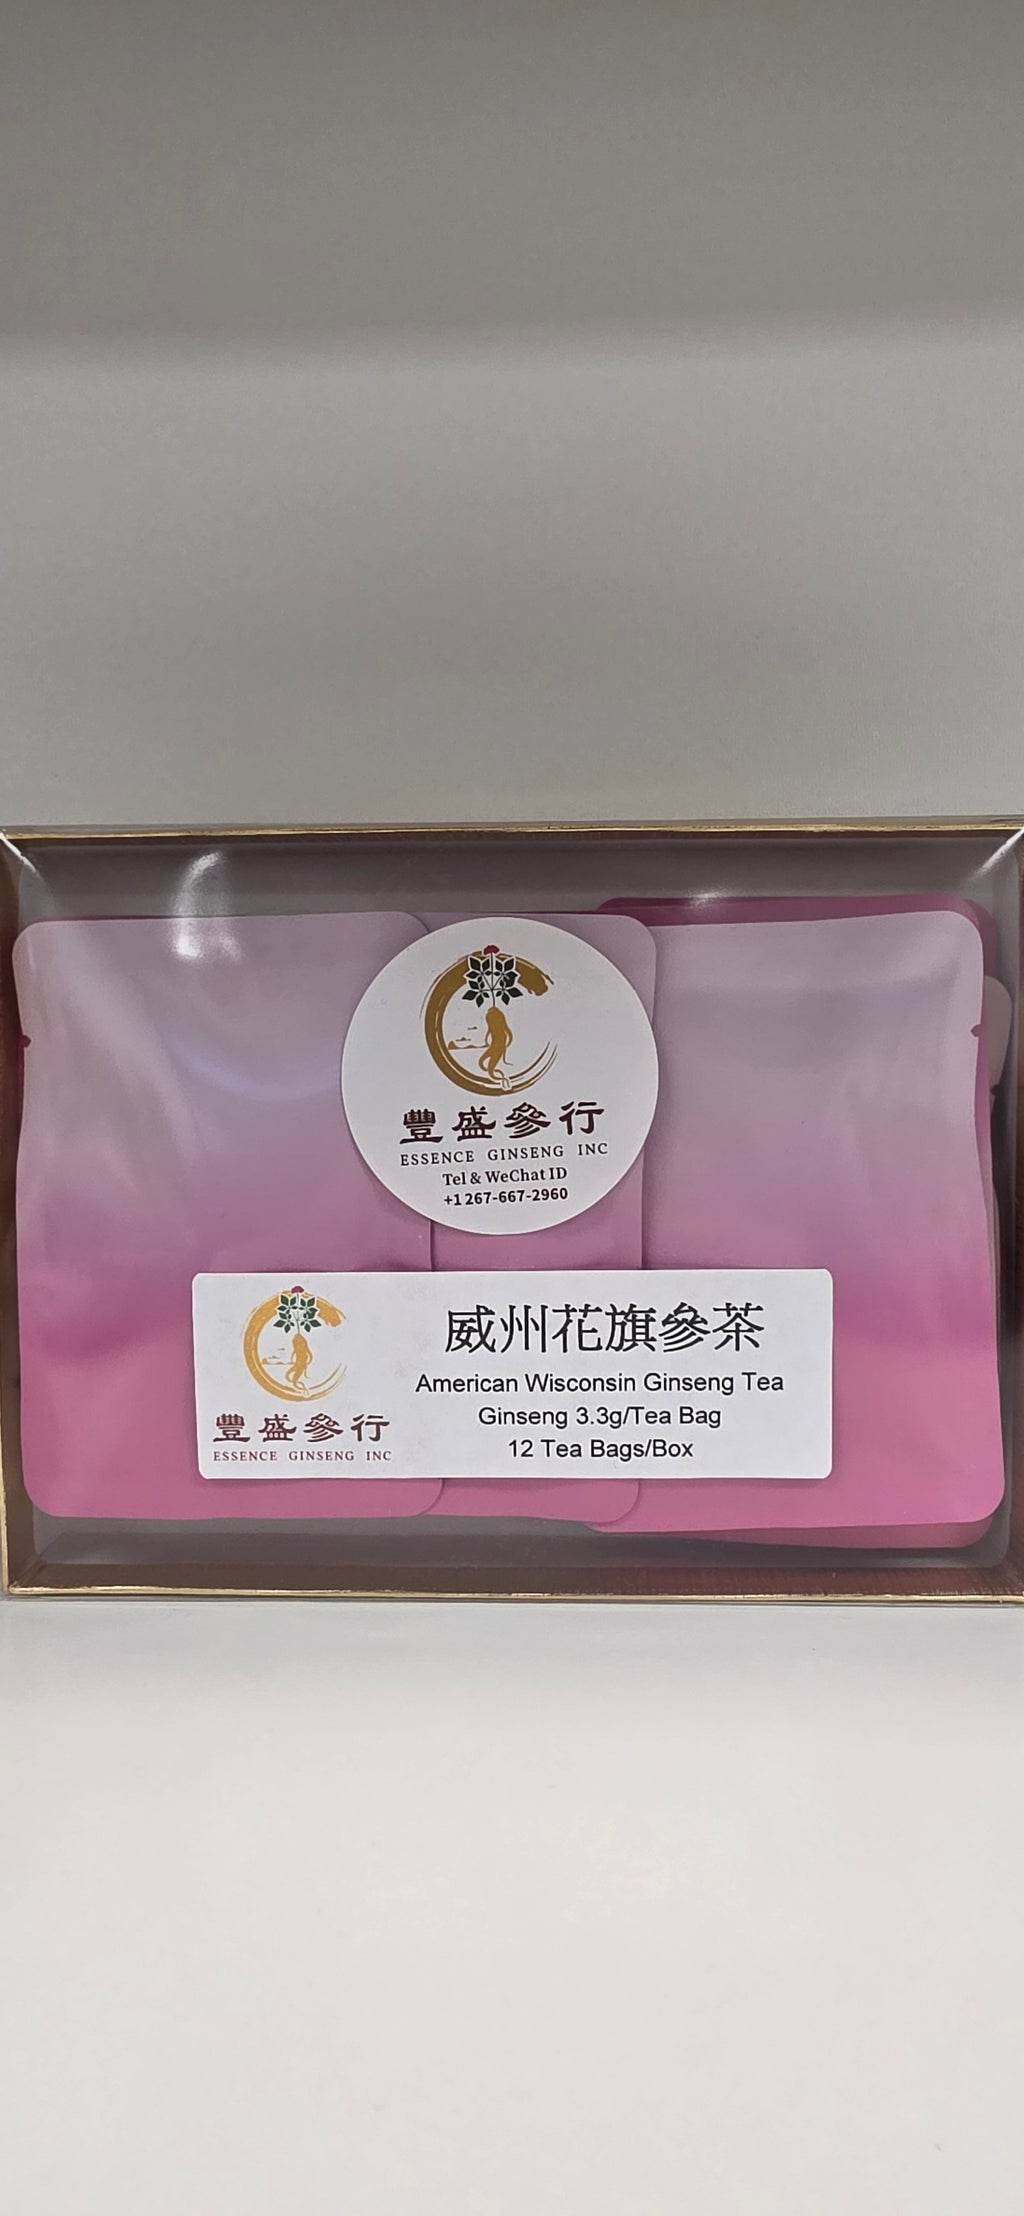 豐盛參行
ESSENCE GINSENG INC
Tel & WeChat ID
+1 267-667-2960
豐盛參行
ESSENCE GINSENG INC
威州花旗參茶
American Wisconsin Ginseng Tea
Ginseng 3.3g/Tea Bag
12 Tea Bags/Box